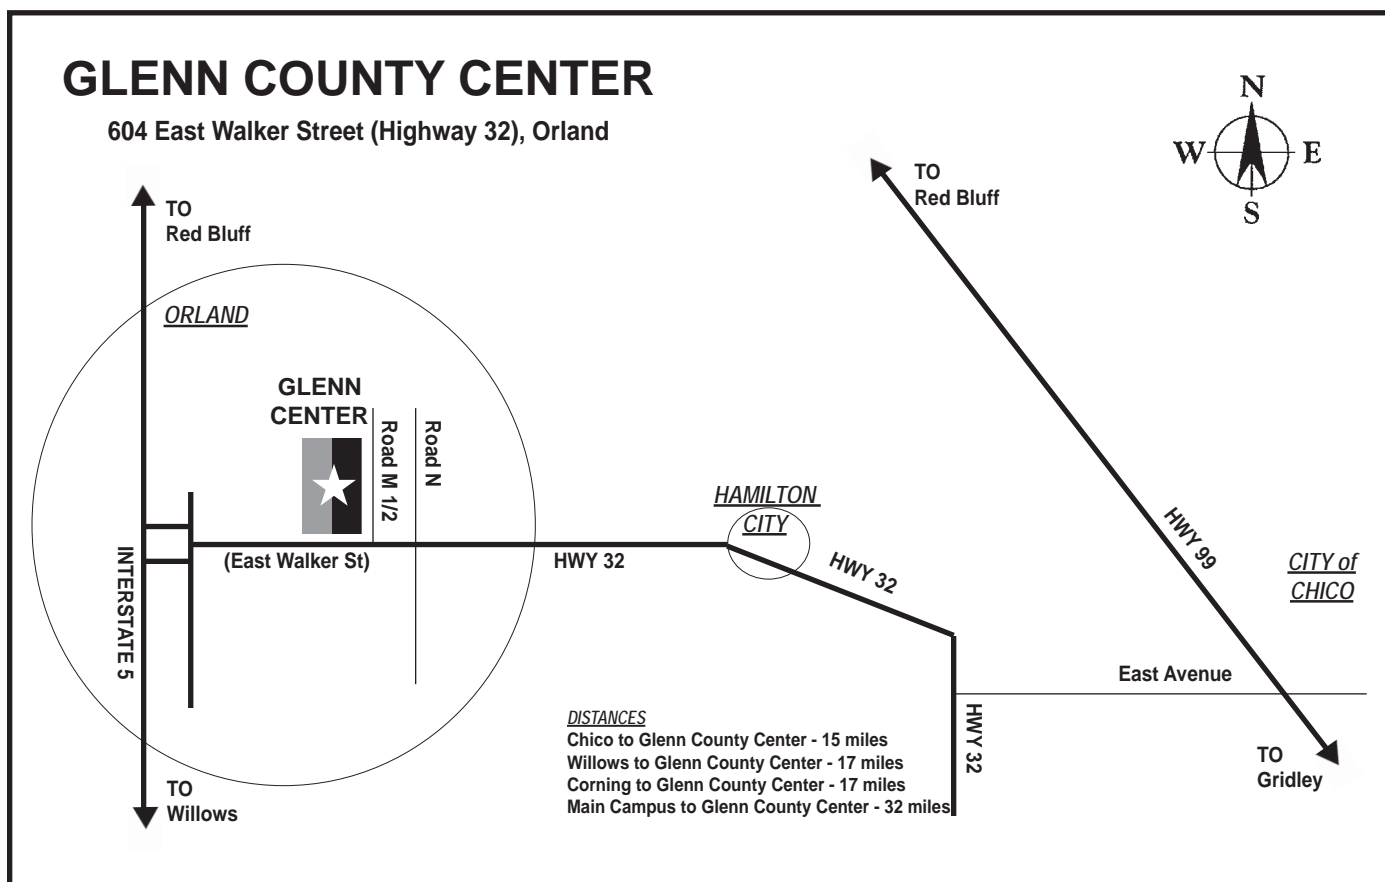 GLENN COUNTY CENTER
604 East Walker Street (Highway 32), Orland
N
W
E
S
TO
Red Bluff
TO
Red Bluff
ORLAND
GLENN
CENTER
Road M 1/2
Road N
HAMILTON
CITY
INTERSTATE 5
(East Walker St)
HWY 32
HWY 32
HWY 99
CITY of
CHICO
East Avenue
HWY 32
DISTANCES
Chico to Glenn County Center - 15 miles
Willows to Glenn County Center - 17 miles
Corning to Glenn County Center - 17 miles
Main Campus to Glenn County Center - 32 miles
TO
Gridley
TO
Willows